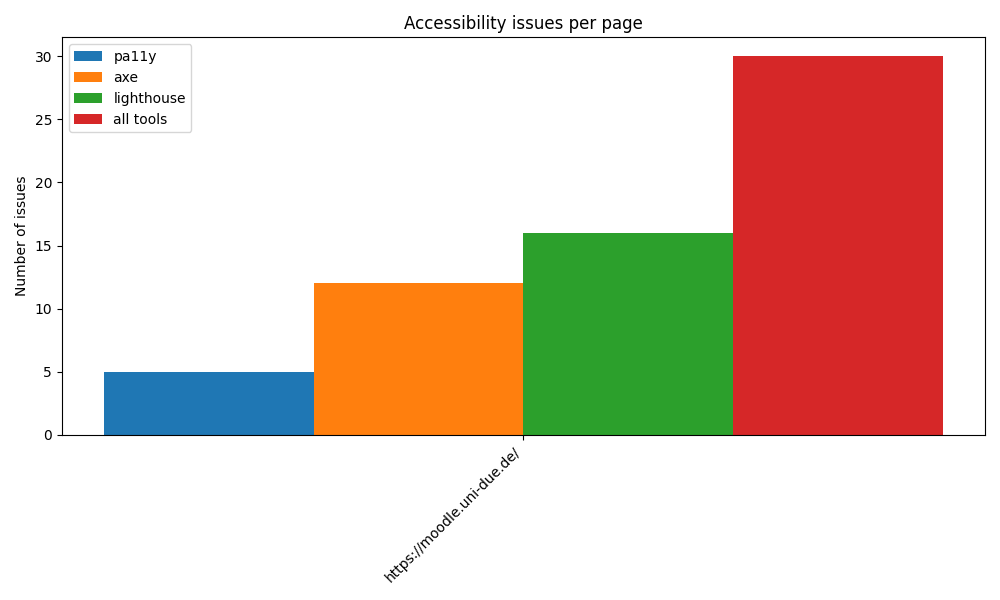 Accessibility issues per page
pa11y
axe
lighthouse
all tools
Number of issues
30
25
20
15
10
5
0
https://moodle.uni-due.de/